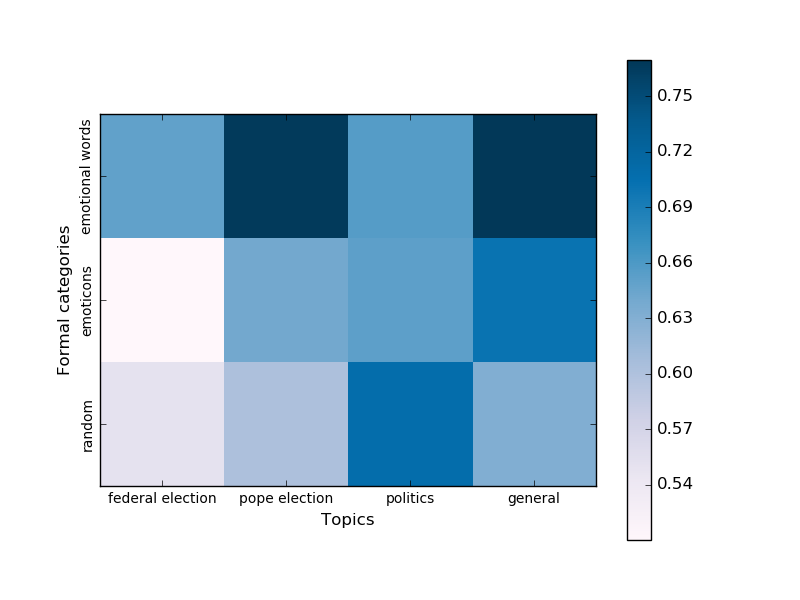 Formal categories
emotional words
emoticons
random
federal election
pope election
politics
general
Topics
0.75
0.72
0.69
0.66
0.63
0.60
0.57
0.54